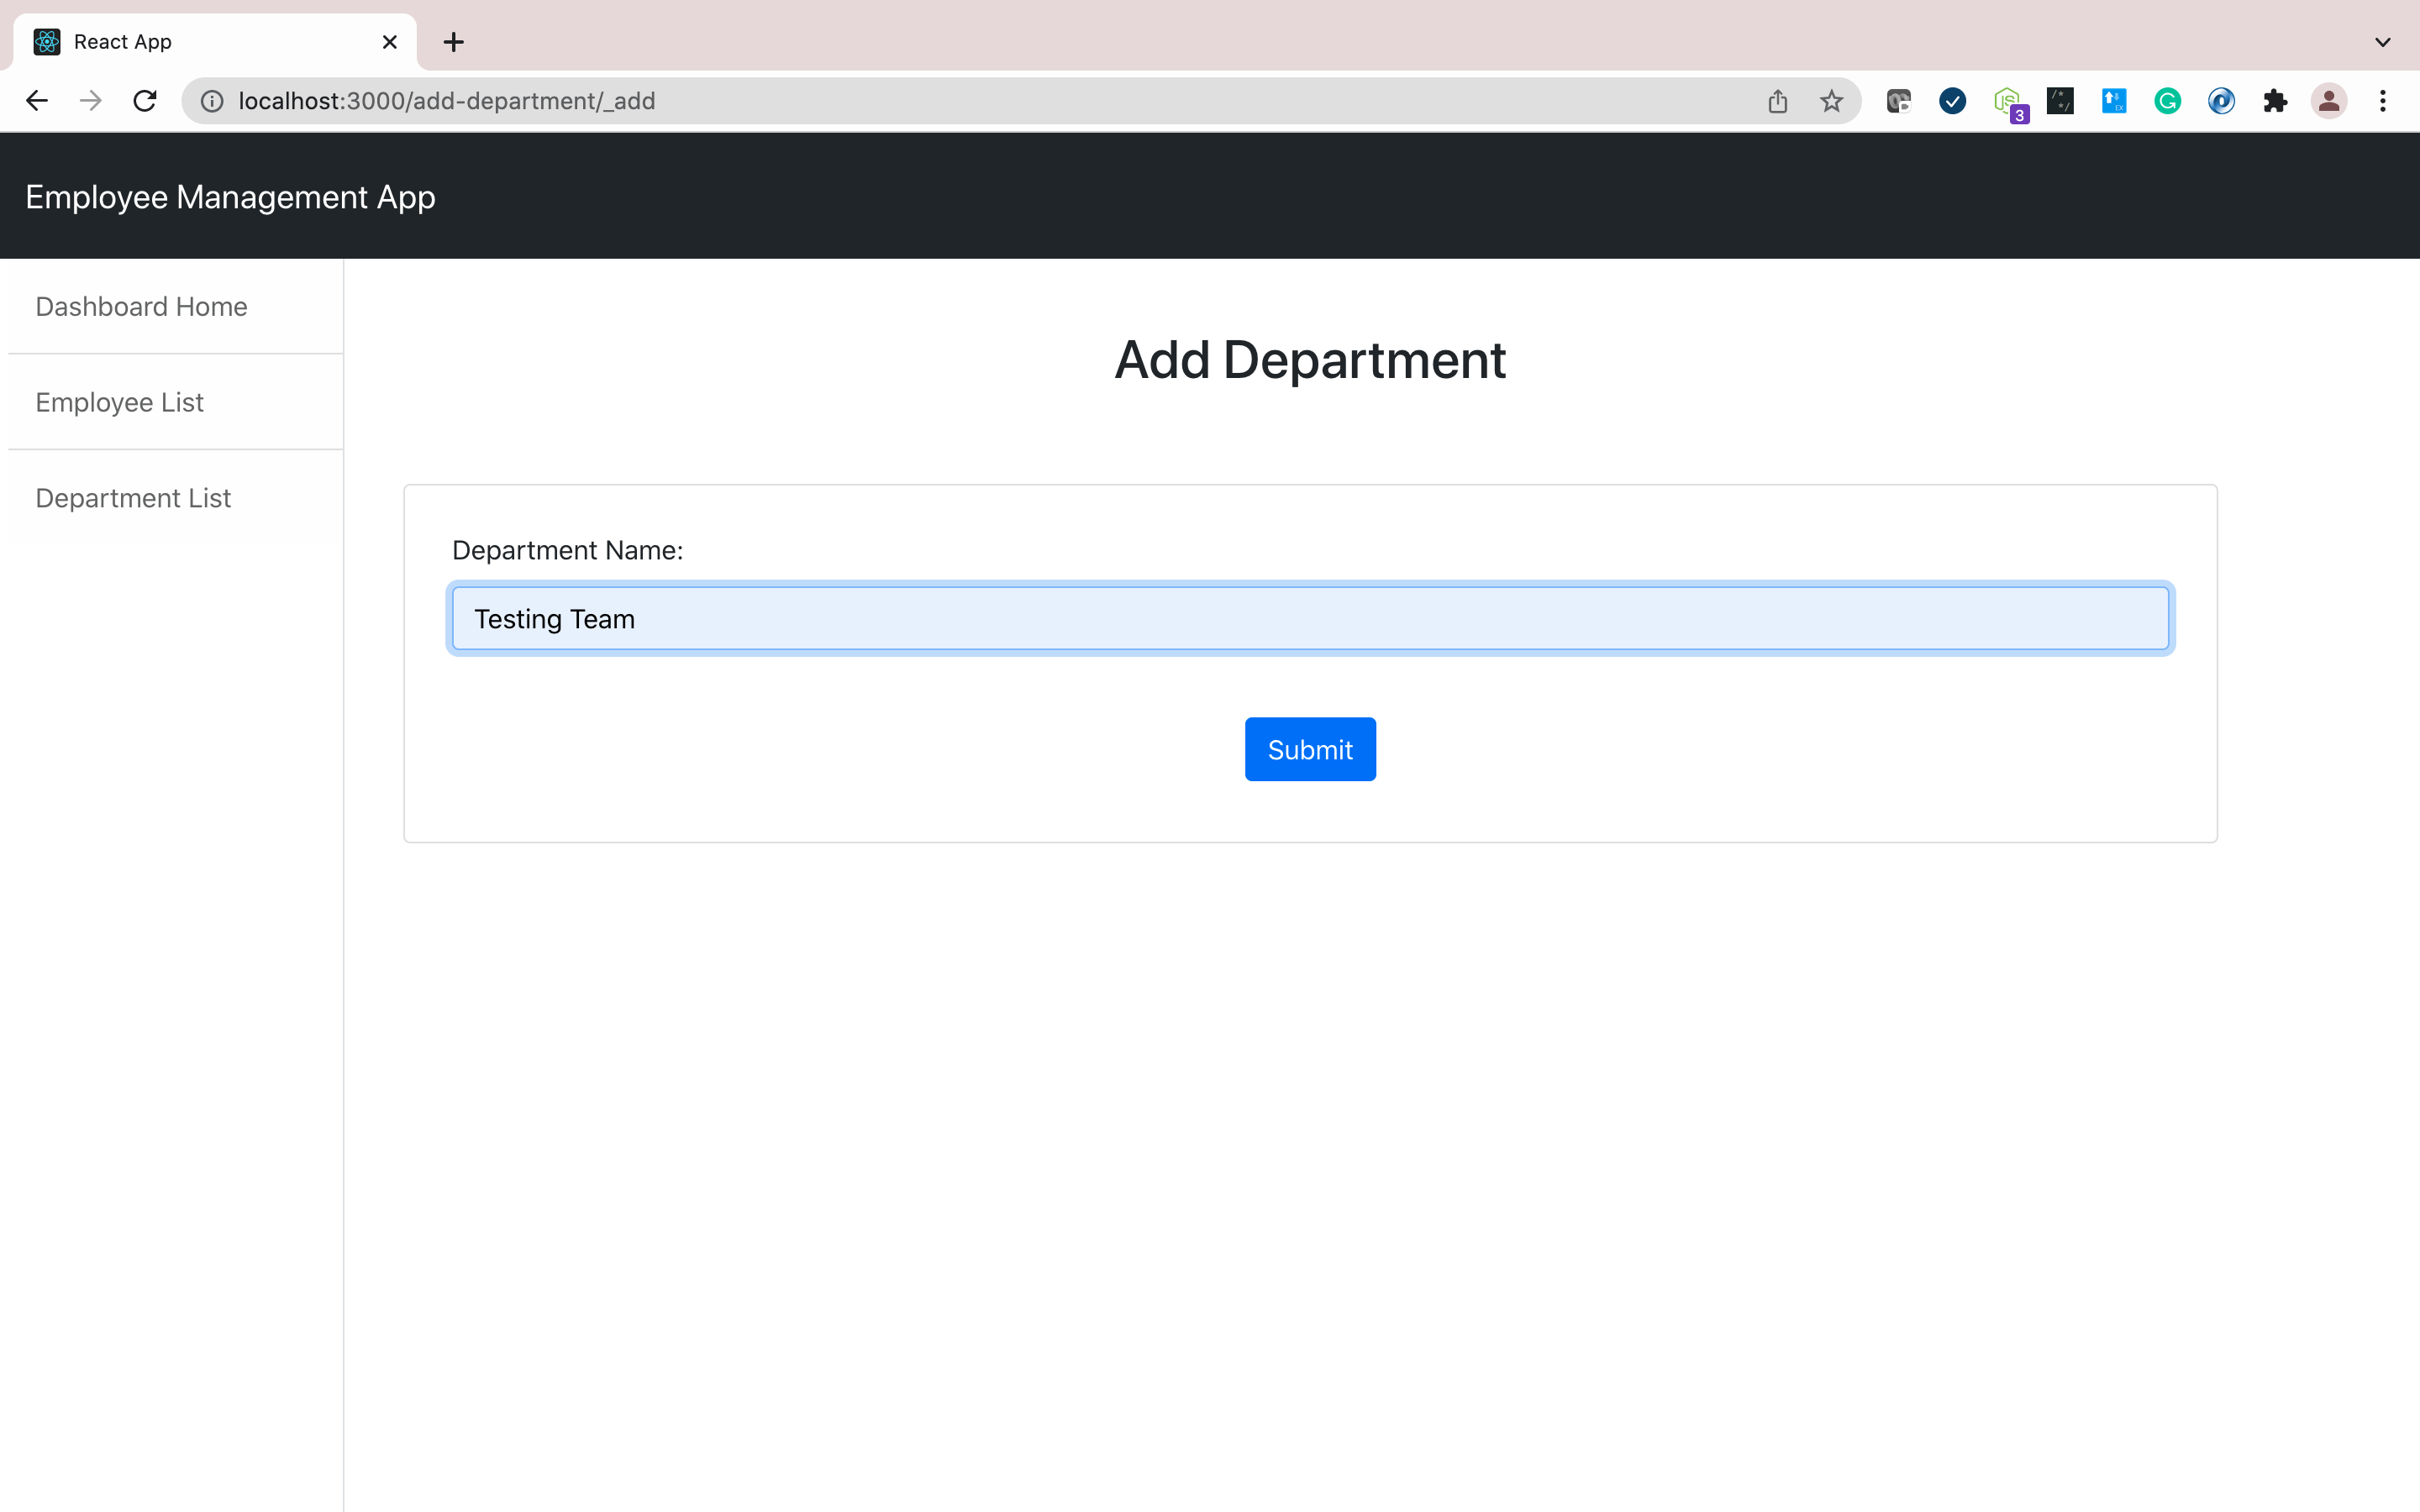 React App
localhost:3000/add-department/_add
3
EX
Employee Management App
Dashboard Home
Employee List
Department List
Add Department
Department Name:
Testing Team
Submit